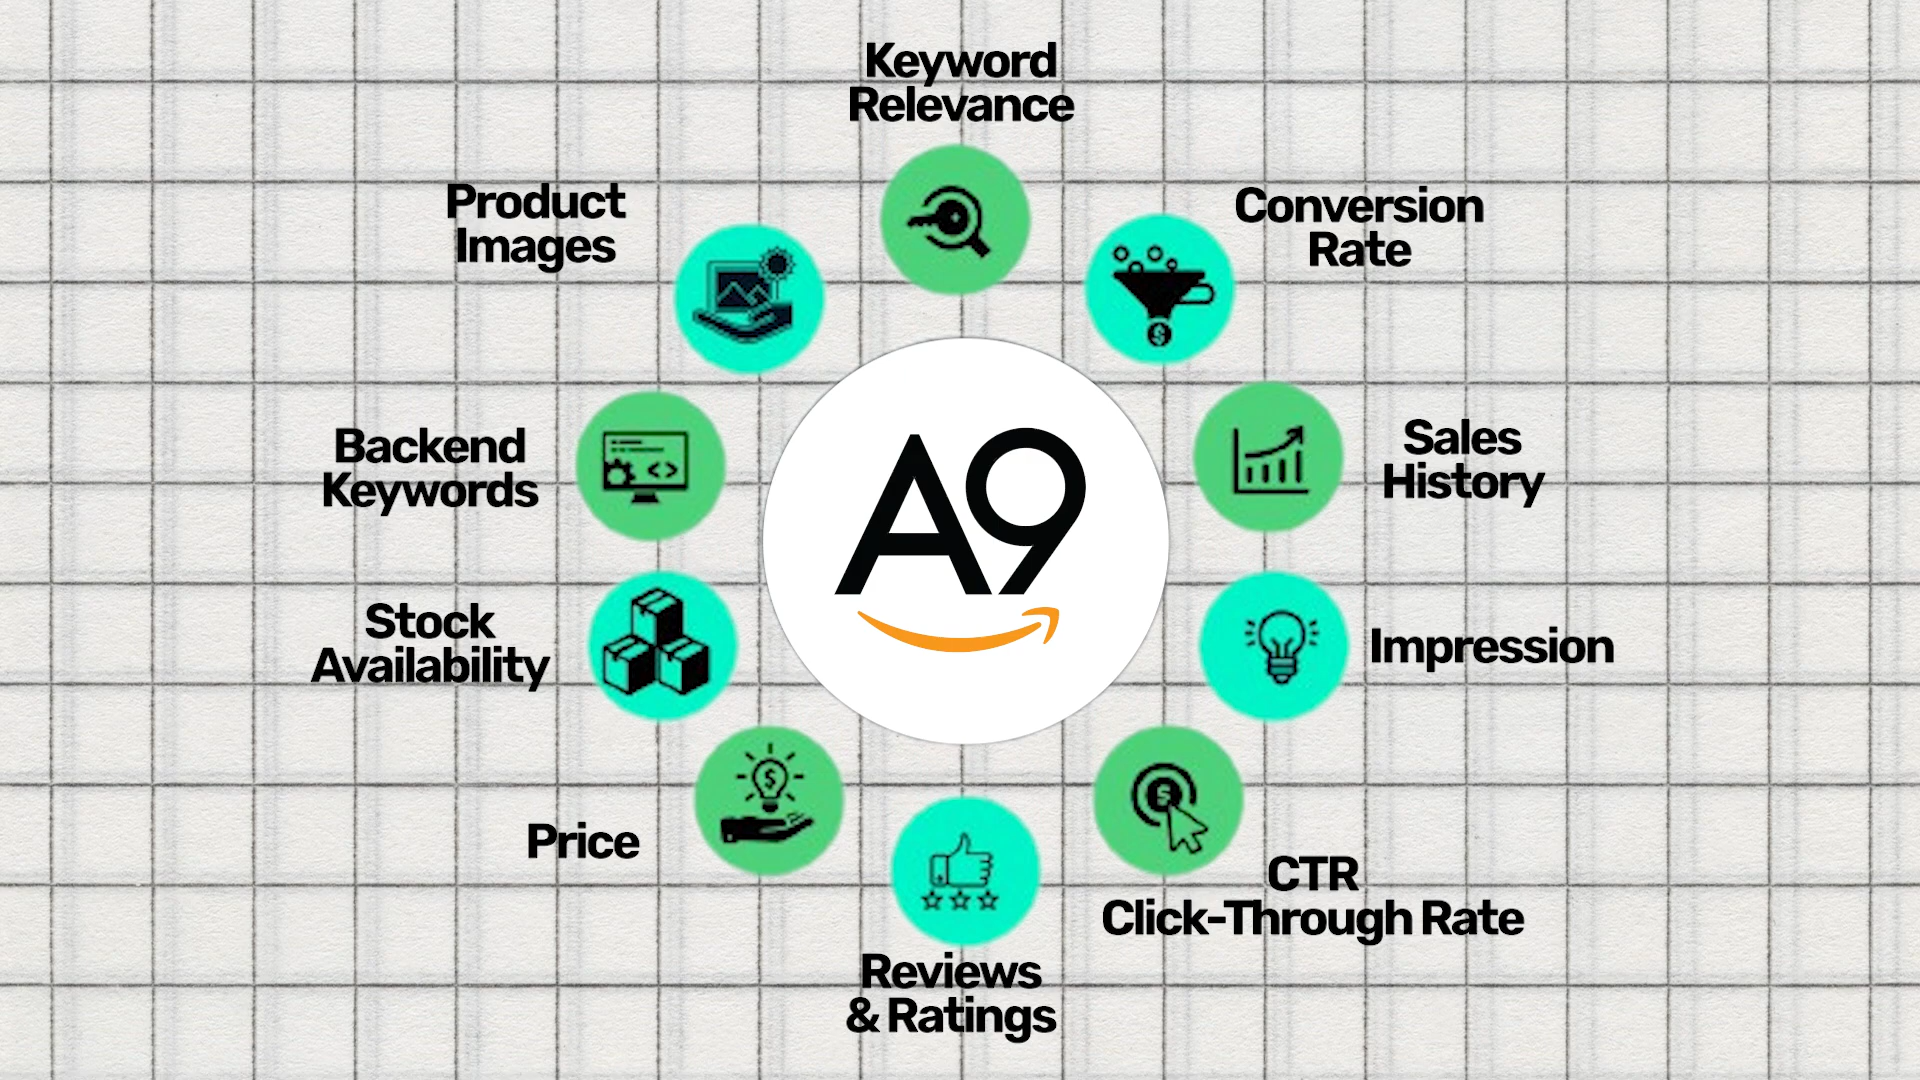 Keyword
Relevance
Product
Images
Conversion
Rate
Backend
Keywords
A9
Sales
History
Stock
Availability
Impression
Price
CTR
Click-Through Rate
Reviews
& Ratings